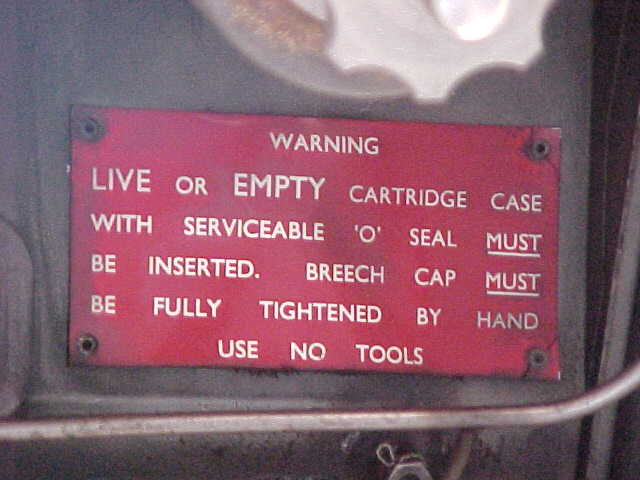 WARNING
LIVE OR EMPTY CARTRIDGE CASE
WITH SERVICEABLE 'O' SEAL MUST
BE INSERTED. BREECH CAP MUST
BE FULLY TIGHTENED BY HAND
USE NO TOOLS